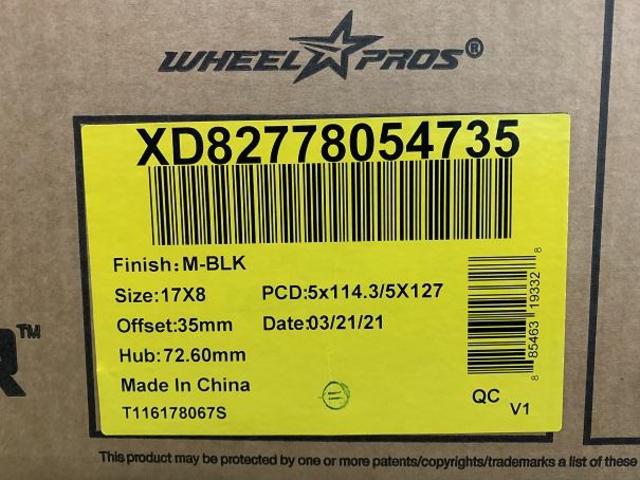 WHEEL PROS®
XD82778054735
Finish: M-BLK
Size:17X8 PCD:5x114.3/5X127
Offset:35mm Date:03/21/21
Hub:72.60mm
Made In China
T116178067S
8 85463 19332 8
QC
V1
R™
This product may be protected by one or more patents/copyrights/trademarks a list of these